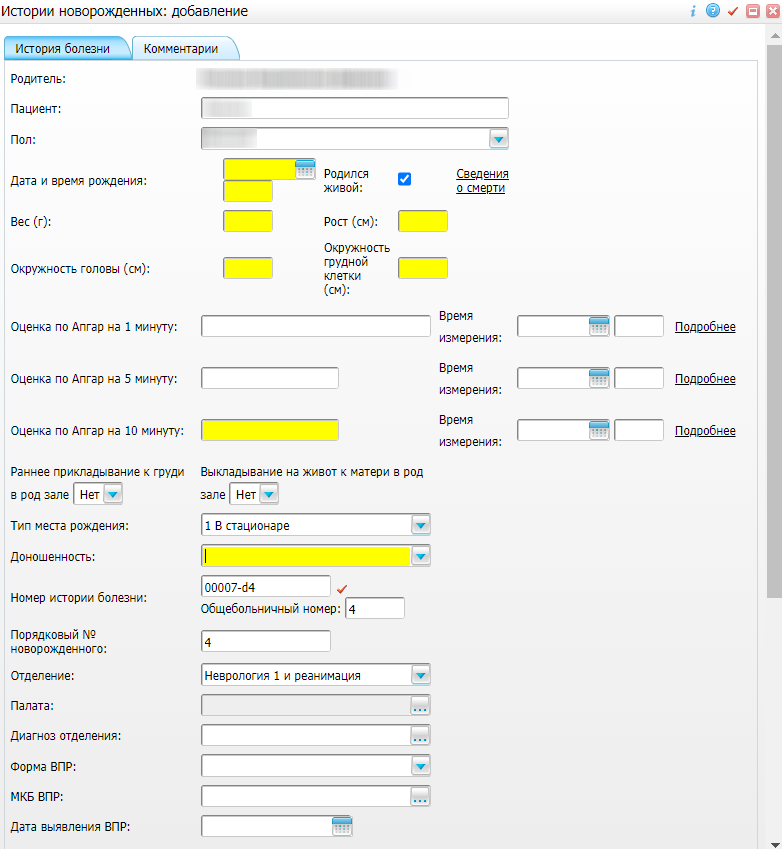 Истории новорожденных: добавление
История болезни
Комментарии
Родитель:
Пациент:
Пол:
Дата и время рождения:
Родился
живой:
Сведения
о смерти
Вес (г):
Рост (см):
Окружность головы (см):
Окружность
грудной
клетки
(см):
Оценка по Апгар на 1 минуту:
Время
измерения:
Подробнее
Оценка по Апгар на 5 минуту:
Время
измерения:
Подробнее
Оценка по Апгар на 10 минуту:
Время
измерения:
Подробнее
Раннее прикладывание к груди
в род зале Нет
Выкладывание на живот к матери в род
зале Нет
Тип места рождения:
1 В стационаре
Доношенность:
Номер истории болезни:
00007-d4
Общебольничный номер: 4
Порядковый №
новорожденного:
4
Отделение:
Неврология 1 и реанимация
Палата:
Диагноз отделения:
Форма ВПР:
МКБ ВПР:
Дата выявления ВПР: